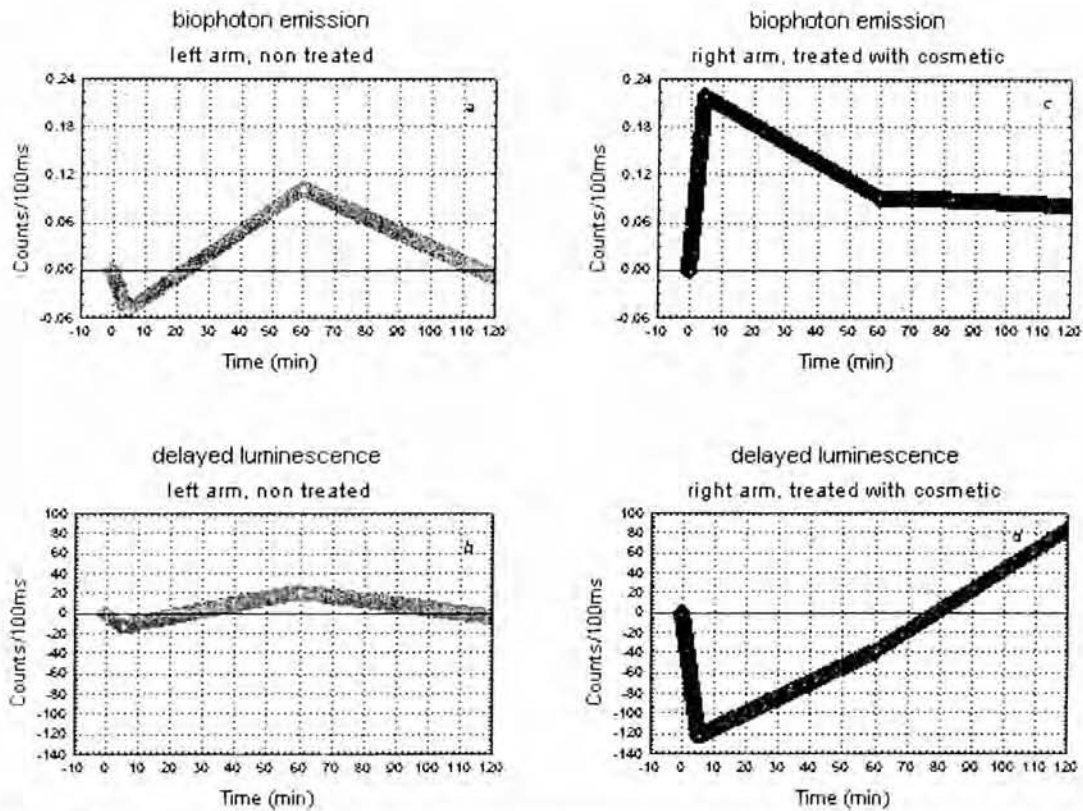 biophoton emission
left arm, non treated
a
Counts/100ms
0.24
0.18
0.12
0.06
0.00
-0.06
-10 0 10 20 30 40 50 60 70 80 90 100 110 120
Time (min)
biophoton emission
right arm, treated with cosmetic
c
Counts/100ms
0.24
0.18
0.12
0.06
0.00
-0.06
-10 0 10 20 30 40 50 60 70 80 90 100 110 120
Time (min)
delayed luminescence
left arm, non treated
b
Counts/100ms
100
80
60
40
20
0
-20
-40
-60
-80
-100
-120
-140
-10 0 10 20 30 40 50 60 70 80 90 100 110 120
Time (min)
delayed luminescence
right arm, treated with cosmetic
d
Counts/100ms
100
80
60
40
20
0
-20
-40
-60
-80
-100
-120
-140
-10 0 10 20 30 40 50 60 70 80 90 100 110 120
Time (min)